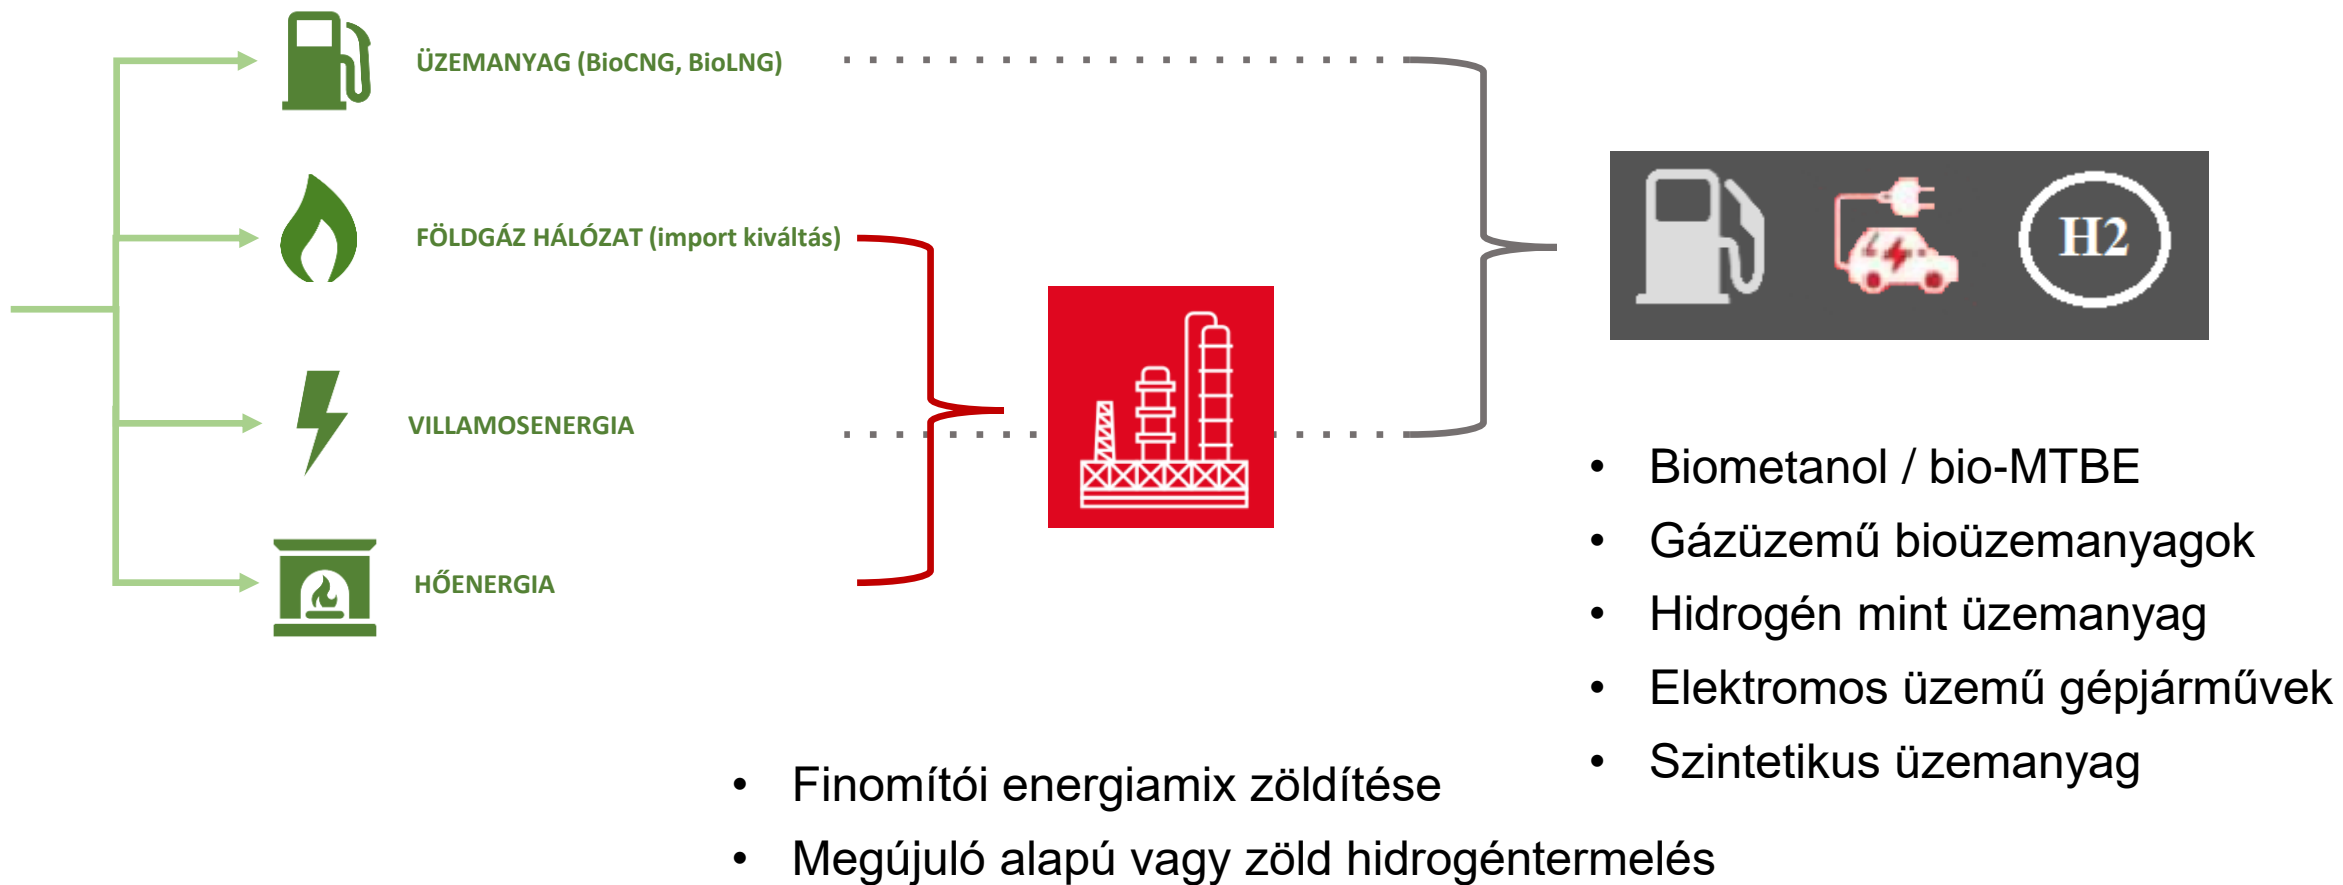 ÜZEMANYAG (BioCNG, BioLNG)
FÖLDGÁZ HÁLÓZAT (import kiváltás)
VILLAMOSENERGIA
HŐENERGIA
H2
• Biometanol / bio-MTBE
• Gázüzemű bioüzemanyagok
• Hidrogén mint üzemanyag
• Elektromos üzemű gépjárművek
• Szintetikus üzemanyag
• Finomítói energiamix zöldítése
• Megújuló alapú vagy zöld hidrogéntermelés